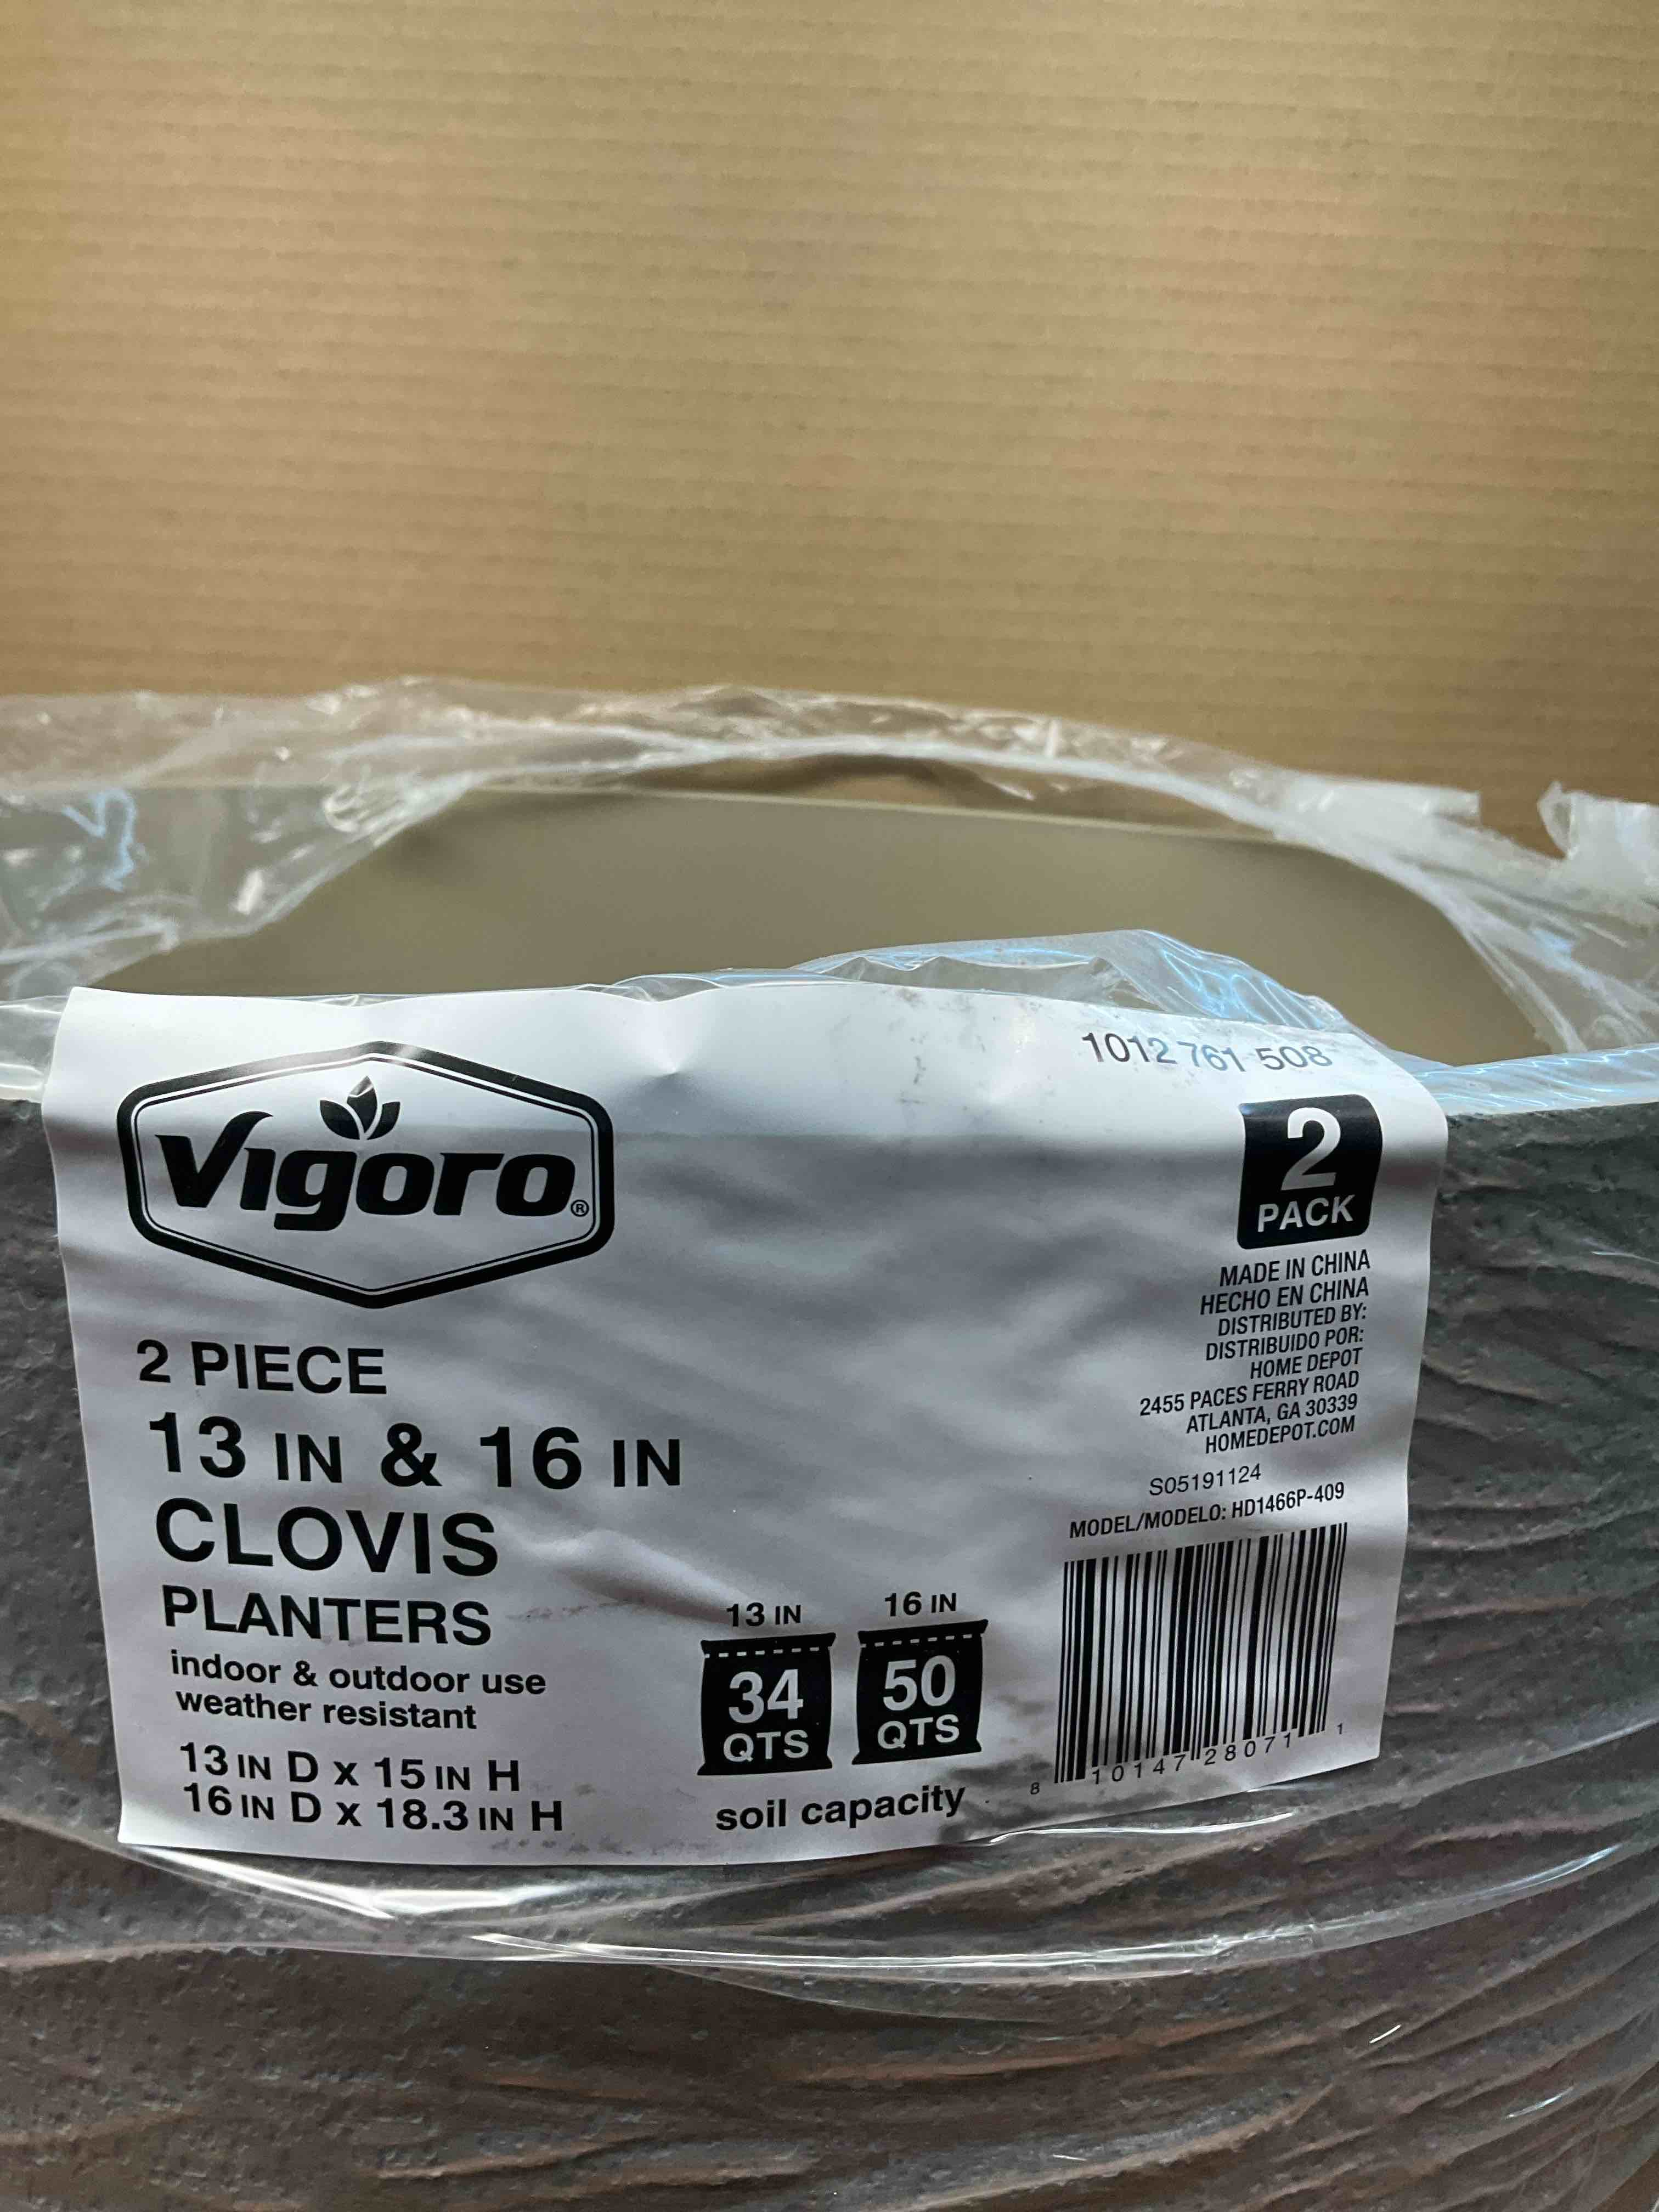 1012 761 508
Vigoro®
2 PACK
MADE IN CHINA
HECHO EN CHINA
DISTRIBUTED BY:
DISTRIBUIDO POR:
HOME DEPOT
2455 PACES FERRY ROAD
ATLANTA, GA 30339
HOMEDEPOT.COM
S05191124
MODEL/MODELO: HD1466P-409
8 10147 28071 1
2 PIECE
13 IN & 16 IN
CLOVIS
PLANTERS
indoor & outdoor use
weather resistant
13 IN D x 15 IN H
16 IN D x 18.3 IN H
13 IN
34
QTS
16 IN
50
QTS
soil capacity